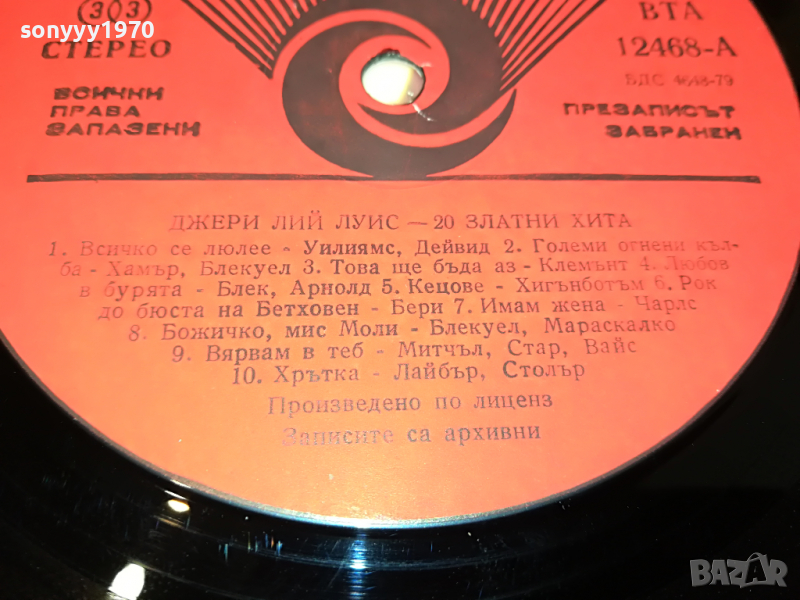 sonyyy1970
33
СТЕРЕО
ВТА
12468-А
БДС 4648-79
ВСИЧКИ
ПРАВА
ЗАПАЗЕНИ
ПРЕЗАПИСЪТ
ЗАБРАНЕН
ДЖЕРИ ЛИЙ ЛУИС — 20 ЗЛАТНИ ХИТА
1. Всичко се люлее - Уилиямс, Дейвид 2. Големи огнени къл-
ба - Хамър, Блекуел 3. Това ще бъда аз - Клемънт 4. Любов
в бурята - Блек, Арнолд 5. Кецове - Хигънботъм 6. Рок
до бюста на Бетховен - Бери 7. Имам жена - Чарлс
8. Божичко, мис Моли - Блекуел, Мараскалко
9. Вярвам в теб - Митчъл, Стар, Вайс
10. Хрътка - Лайбър, Столър
Произведено по лиценз
Записите са архивни
BAZAR